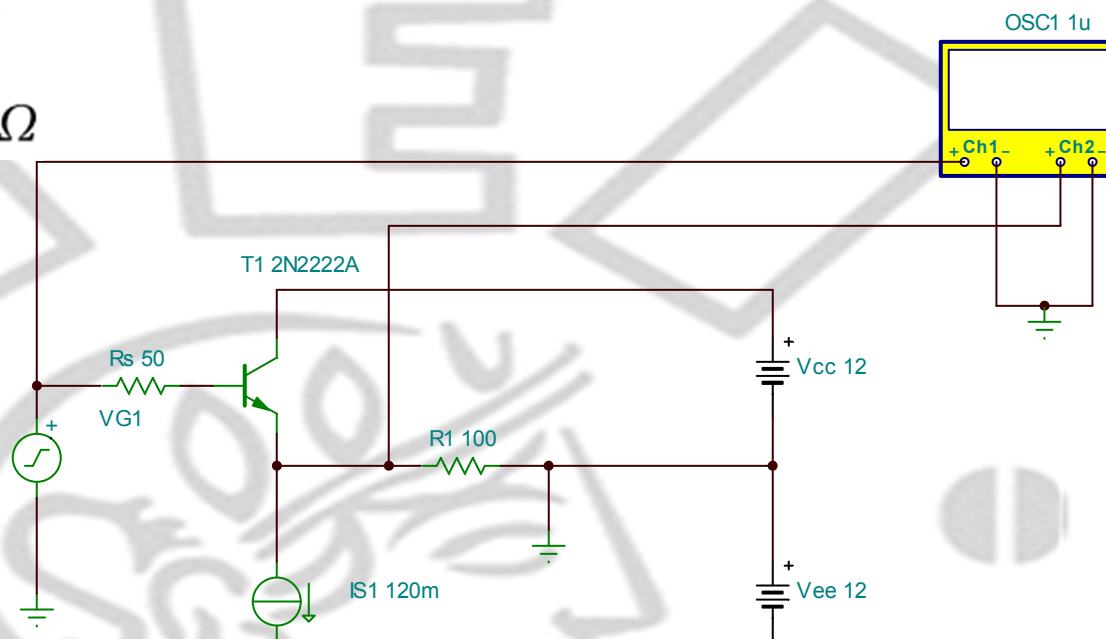 OSC1 1u
Ω
+ Ch1 - + Ch2 -
T1 2N2222A
+
Rs 50
Vcc 12
VG1
+
R1 100
+
IS1 120m
Vee 12